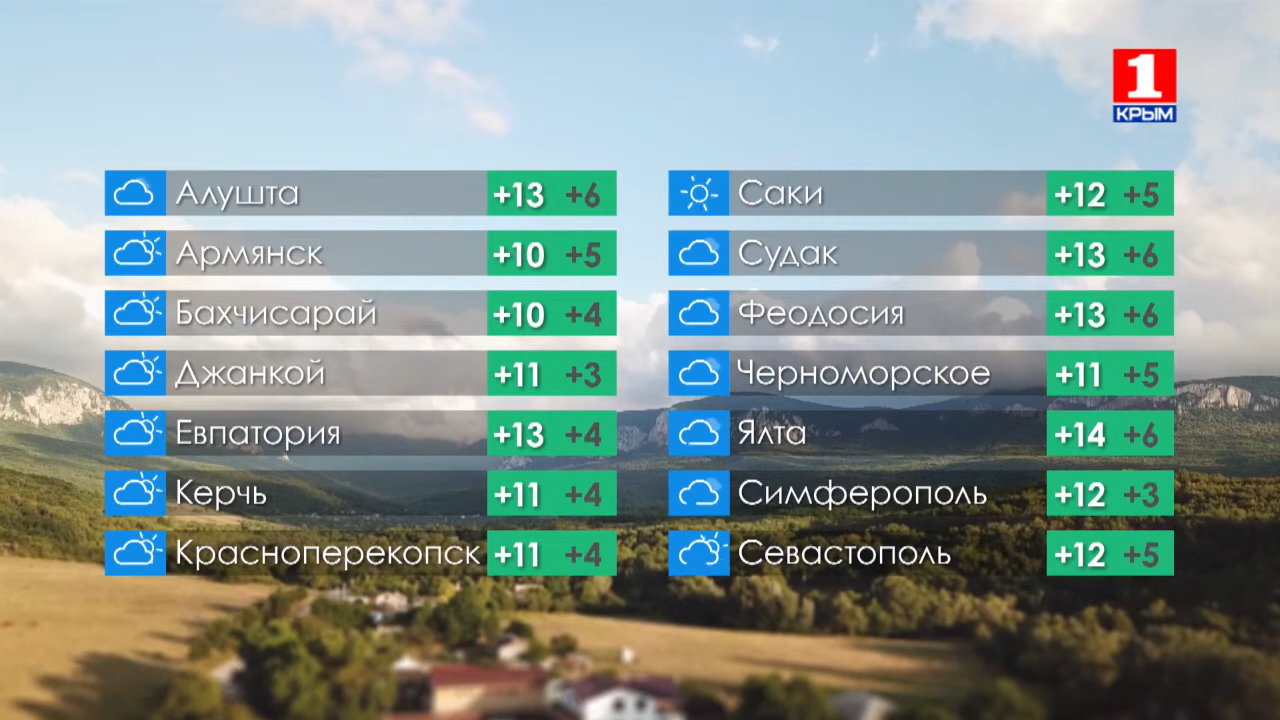 1
КРЫМ
Алушта +13 +6
Армянск +10 +5
Бахчисарай +10 +4
Джанкой +11 +3
Евпатория +13 +4
Керчь +11 +4
Красноперекопск +11 +4
Саки +12 +5
Судак +13 +6
Феодосия +13 +6
Черноморское +11 +5
Ялта +14 +6
Симферополь +12 +3
Севастополь +12 +5